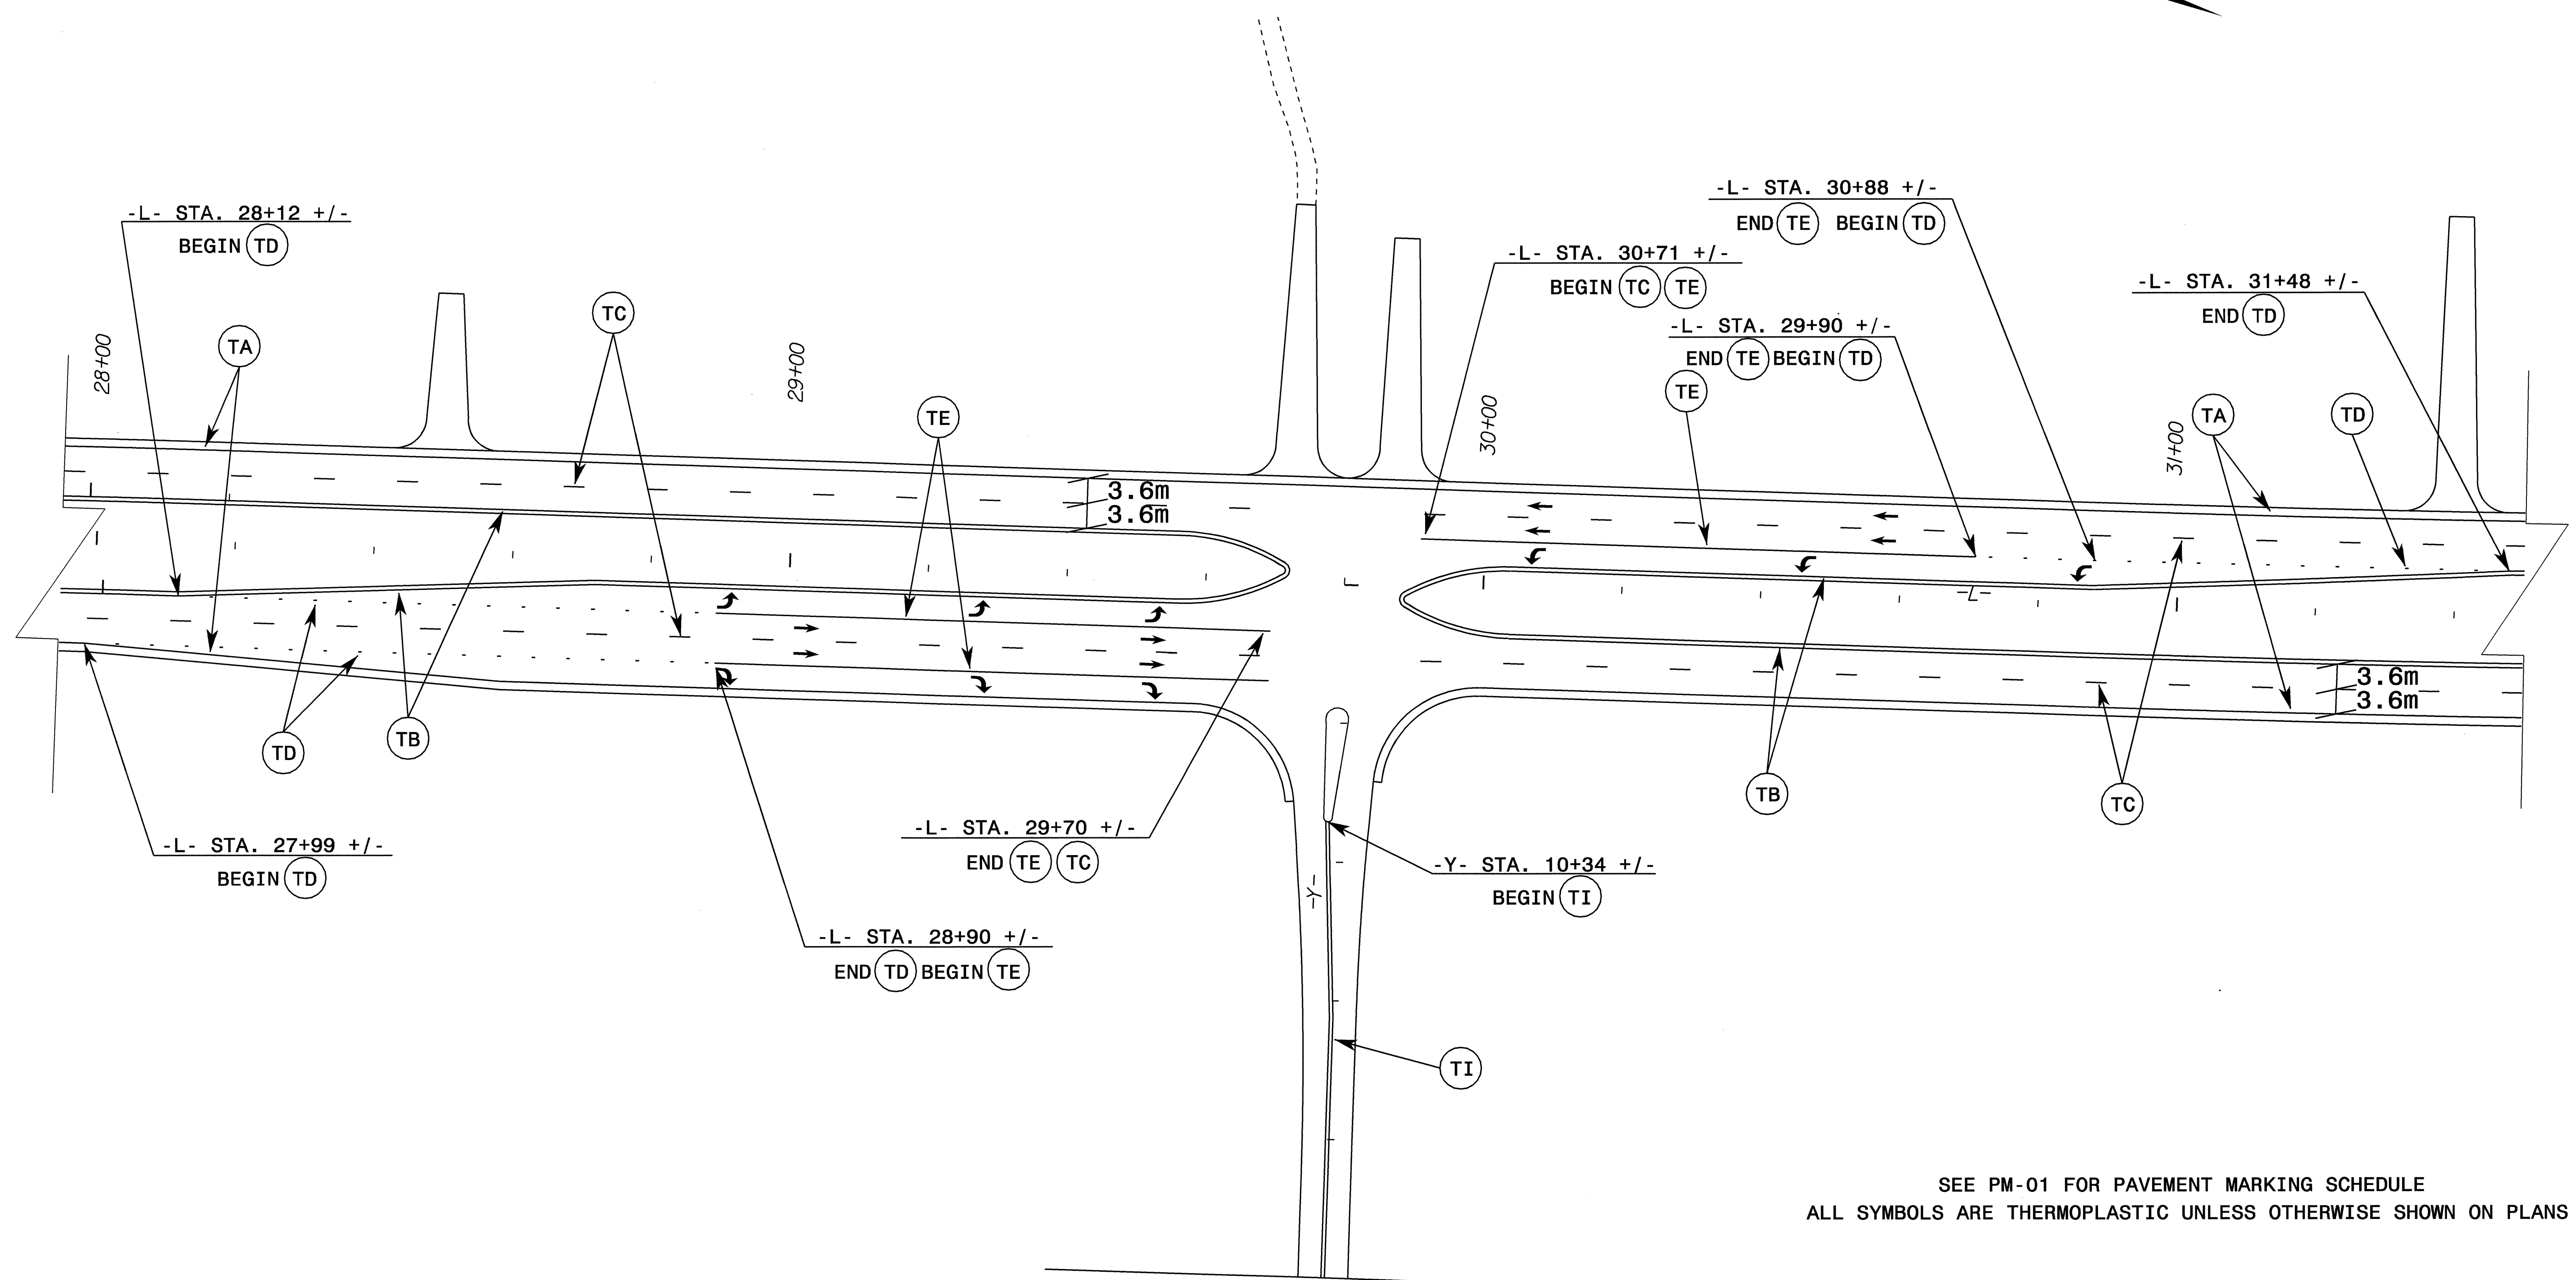 -L- STA. 30+88 +/-
END TE BEGIN TD
-L- STA. 28+12 +/-
BEGIN TD
-L- STA. 30+71 +/-
BEGIN TC TE
-L- STA. 31+48 +/-
END TD
-L- STA. 29+90 +/-
END TE BEGIN TD
28+00
TA
TC
29+00
TE
TE
30+00
31+00
TA
TD
3.6m
3.6m
L
-L-
3.6m
3.6m
TD
TB
TB
TC
-L- STA. 27+99 +/-
BEGIN TD
-L- STA. 29+70 +/-
END TE TC
-Y- STA. 10+34 +/-
BEGIN TI
-Y-
-L- STA. 28+90 +/-
END TD BEGIN TE
TI
SEE PM-01 FOR PAVEMENT MARKING SCHEDULE
ALL SYMBOLS ARE THERMOPLASTIC UNLESS OTHERWISE SHOWN ON PLANS